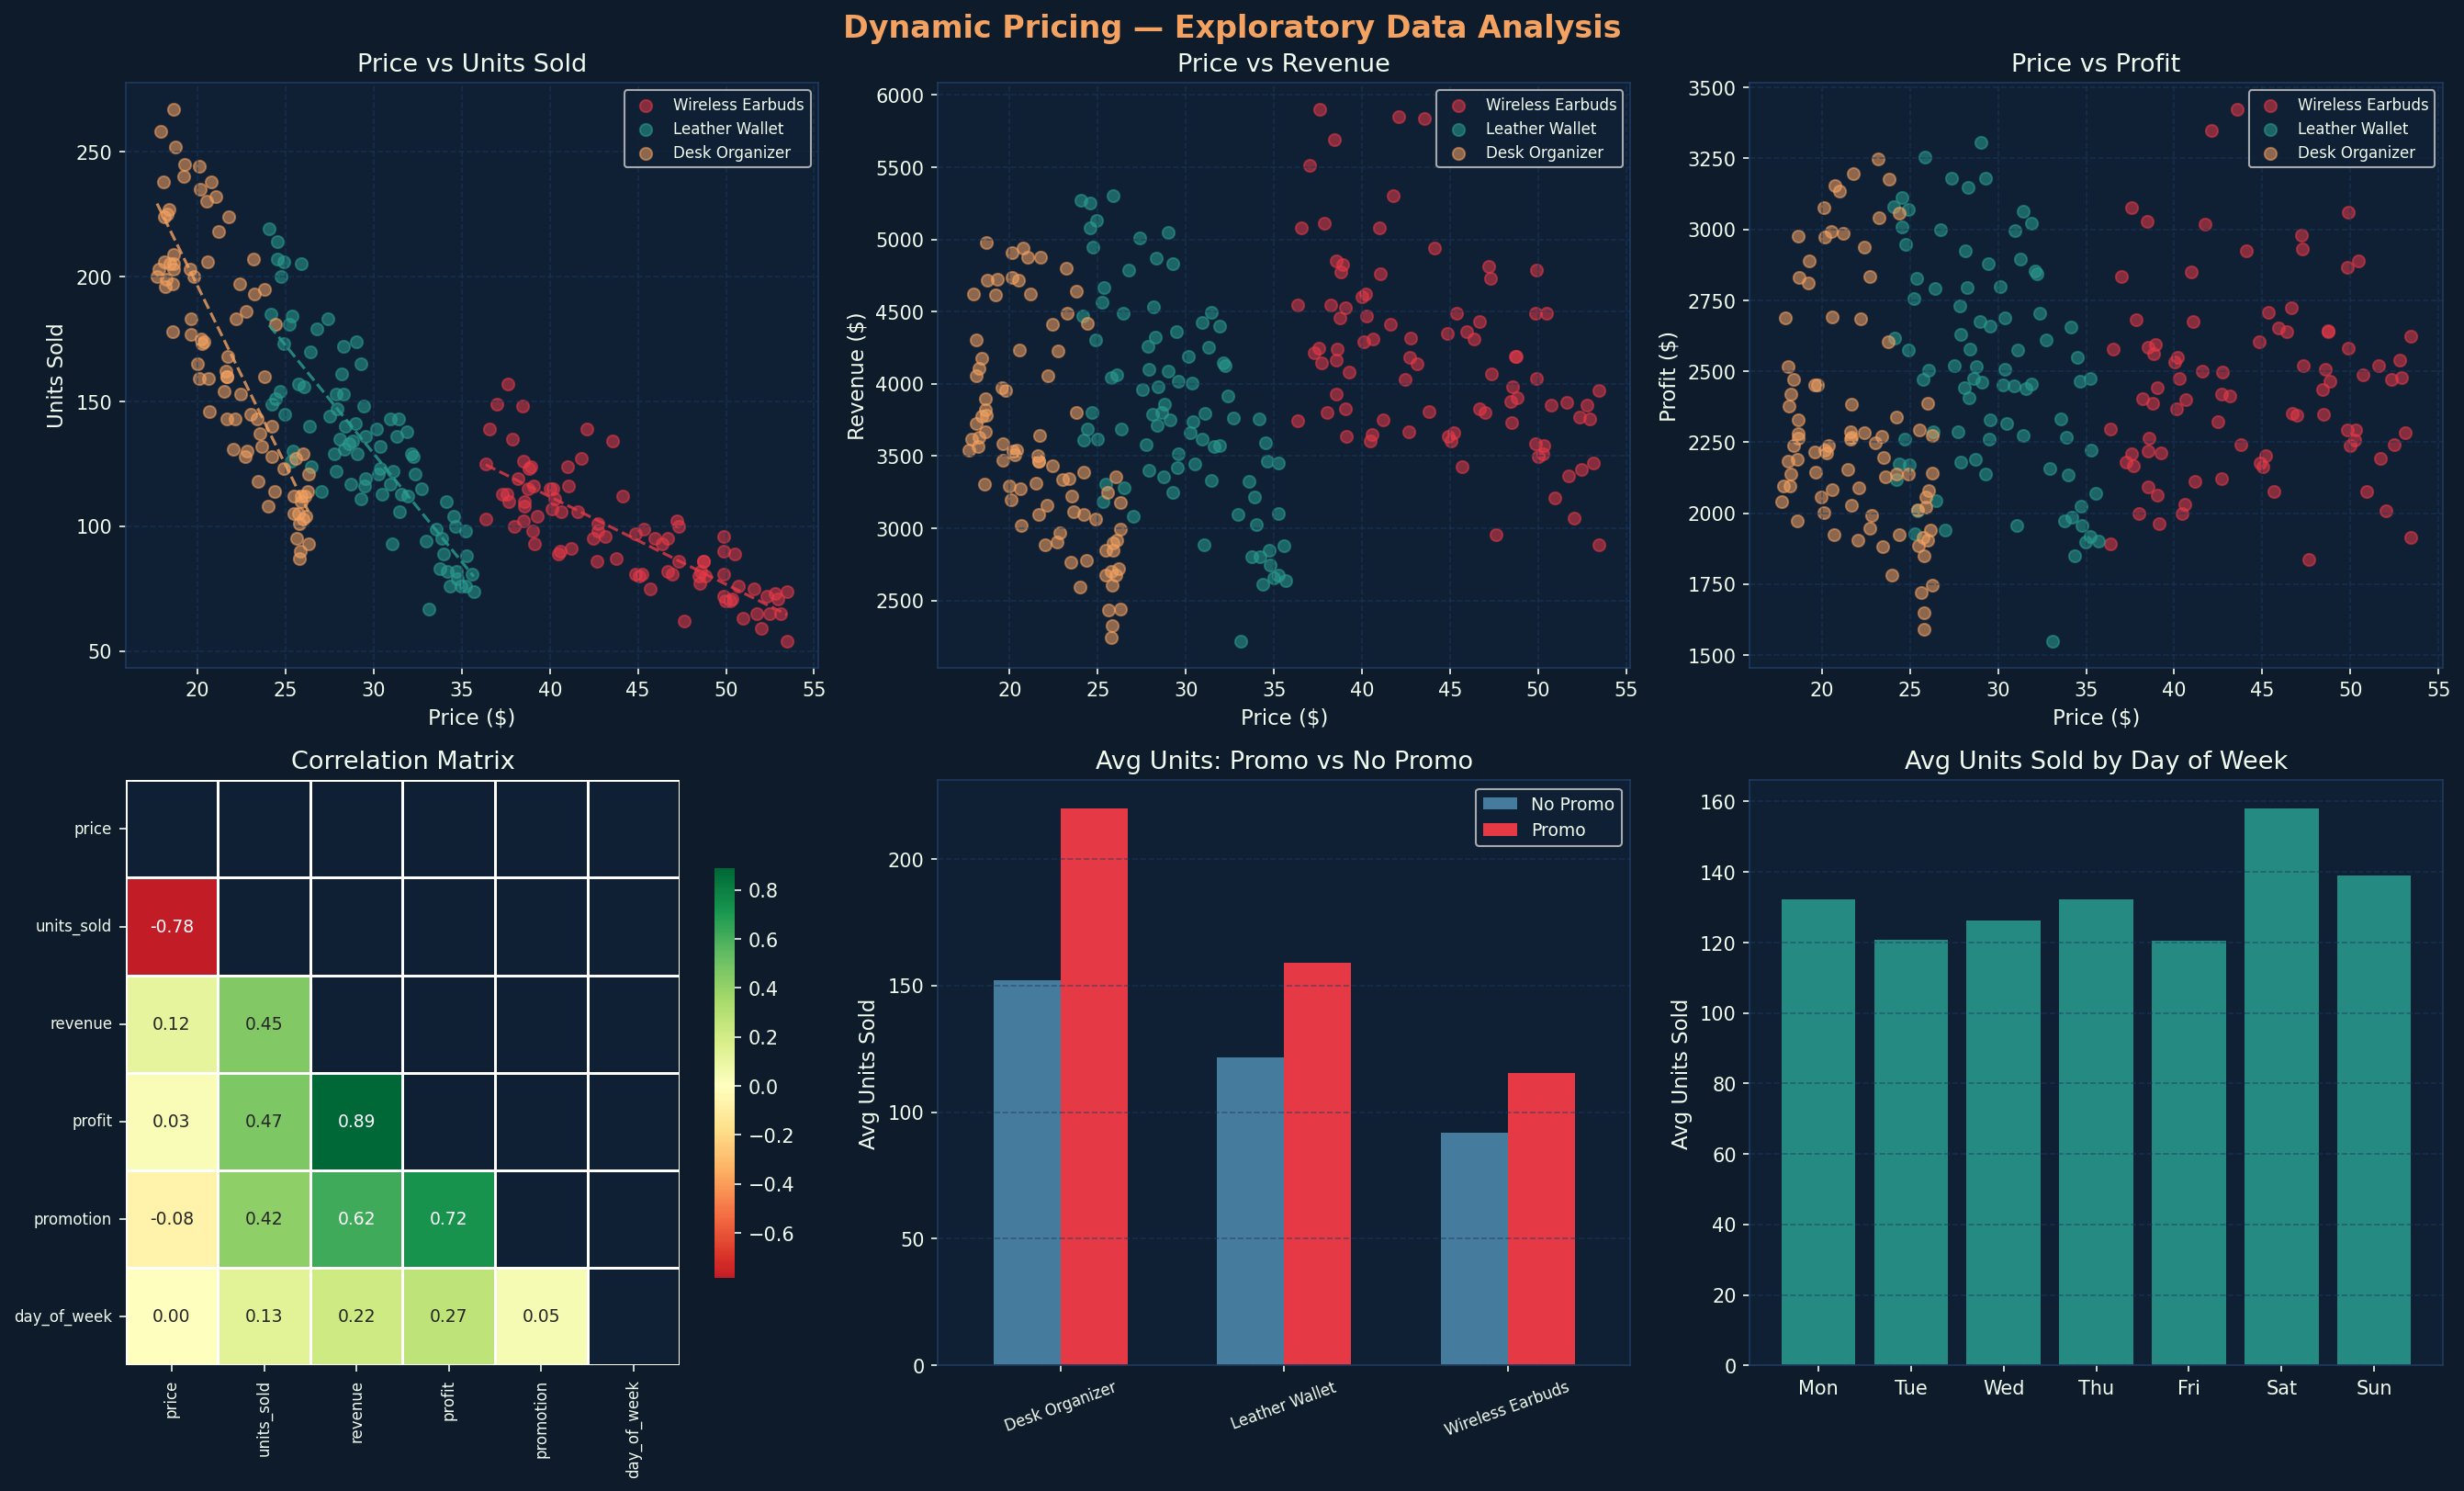 Dynamic Pricing — Exploratory Data Analysis
Price vs Units Sold
Units Sold
250
200
150
100
50
20 25 30 35 40 45 50 55
Price ($)
Wireless Earbuds
Leather Wallet
Desk Organizer
Price vs Revenue
Revenue ($)
6000
5500
5000
4500
4000
3500
3000
2500
20 25 30 35 40 45 50 55
Price ($)
Wireless Earbuds
Leather Wallet
Desk Organizer
Price vs Profit
Profit ($)
3500
3250
3000
2750
2500
2250
2000
1750
1500
20 25 30 35 40 45 50 55
Price ($)
Wireless Earbuds
Leather Wallet
Desk Organizer
Correlation Matrix
price
units_sold -0.78
revenue 0.12 0.45
profit 0.03 0.47 0.89
promotion -0.08 0.42 0.62 0.72
day_of_week 0.00 0.13 0.22 0.27 0.05
price units_sold revenue profit promotion day_of_week
0.8
0.6
0.4
0.2
0.0
−0.2
−0.4
−0.6
Avg Units: Promo vs No Promo
Avg Units Sold
200
150
100
50
0
Desk Organizer Leather Wallet Wireless Earbuds
No Promo
Promo
Avg Units Sold by Day of Week
Avg Units Sold
160
140
120
100
80
60
40
20
0
Mon Tue Wed Thu Fri Sat Sun